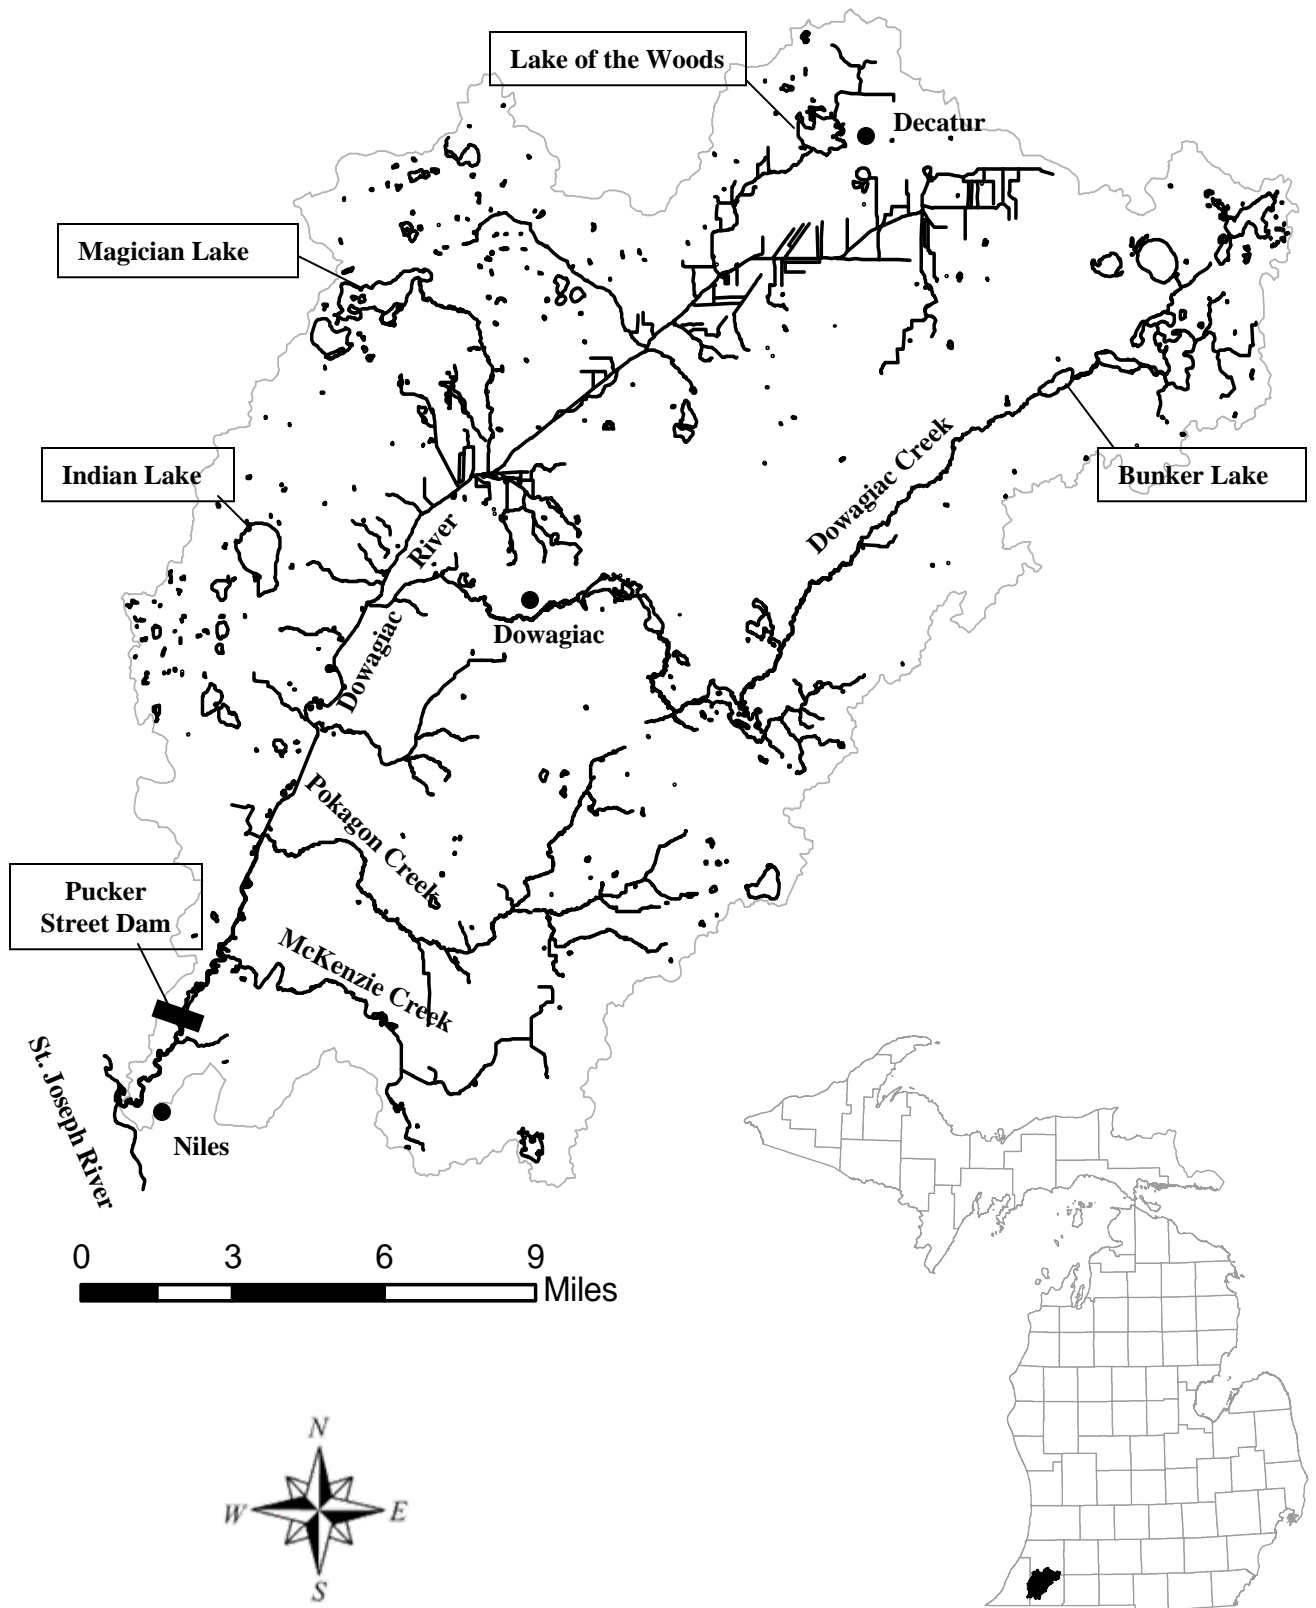 Lake of the Woods
Decatur
Magician Lake
Indian Lake
Bunker Lake
Dowagiac Creek
River
Dowagiac
Dowagiac
Pokagon Creek
Pucker
Street Dam
McKenzie Creek
St. Joseph River
Niles
0 3 6 9
Miles
N
W E
S